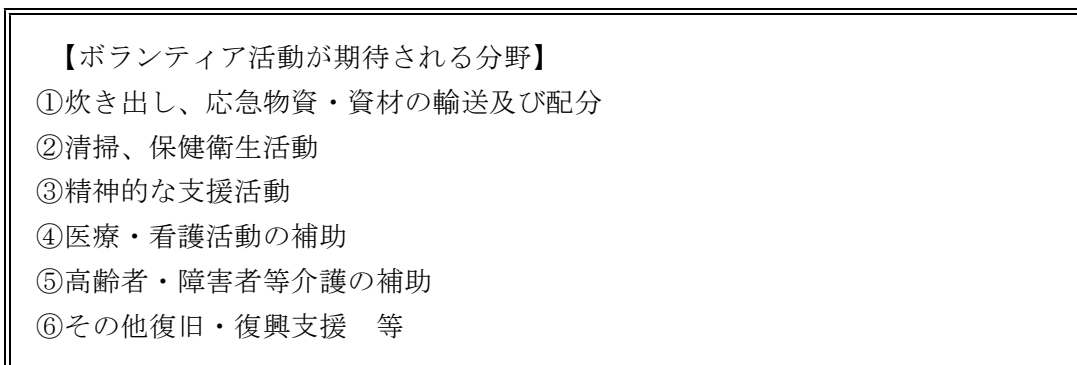 【ボランティア活動が期待される分野】
①炊き出し、応急物資・資材の輸送及び配分
②清掃、保健衛生活動
③精神的な支援活動
④医療・看護活動の補助
⑤高齢者・障害者等介護の補助
⑥その他復旧・復興支援　等